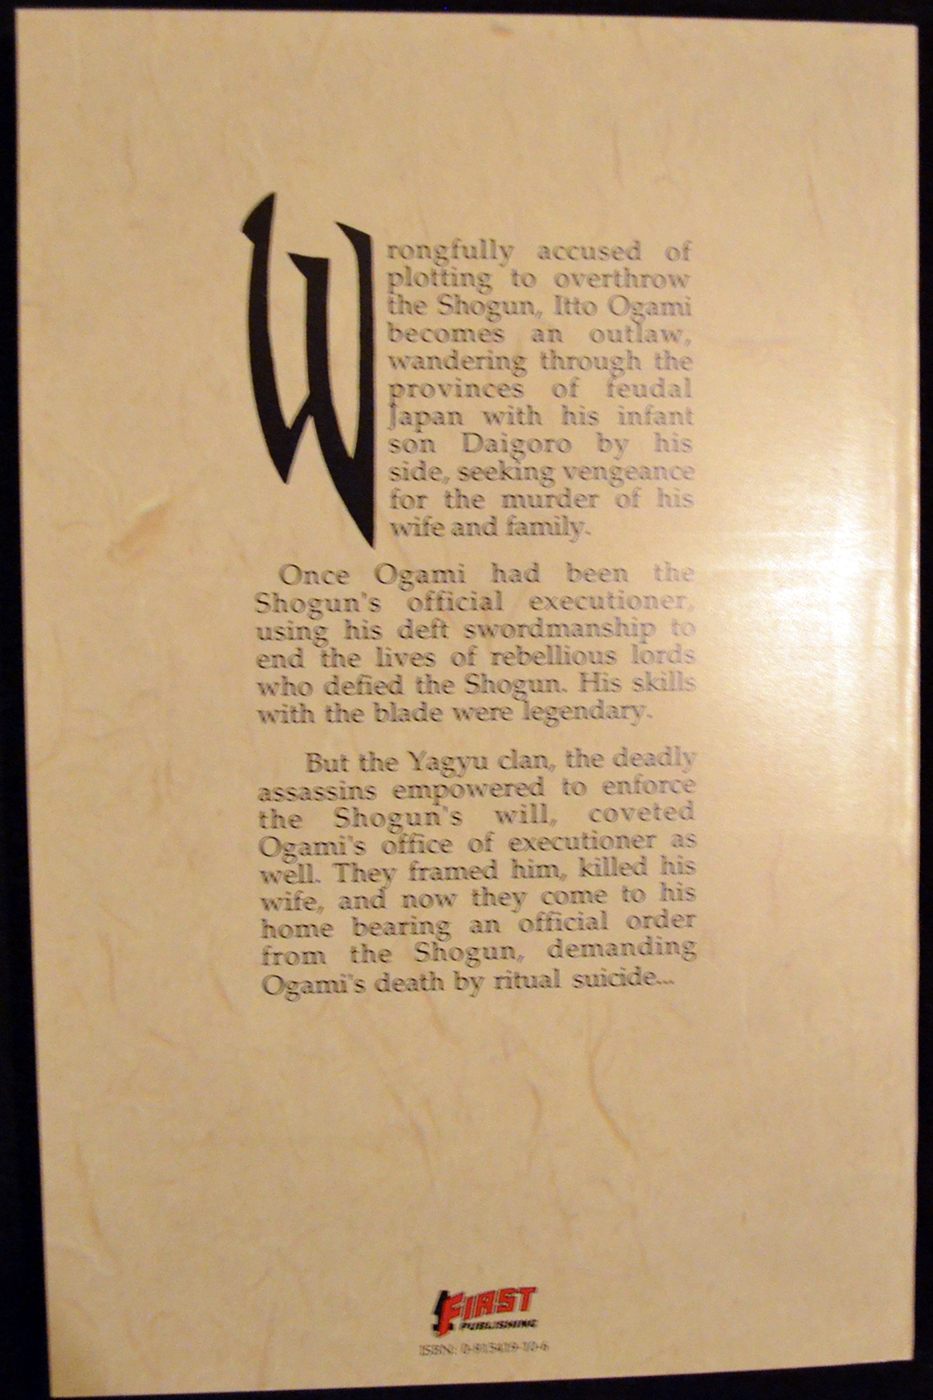 Wrongfully accused of
plotting to overthrow
the Shogun, Itto Ogami
becomes an outlaw,
wandering through the
provinces of feudal
Japan with his infant
son Daigoro by his
side, seeking vengeance
for the murder of his
wife and family.
Once Ogami had been the
Shogun's official executioner,
using his deft swordmanship to
end the lives of rebellious lords
who defied the Shogun. His skills
with the blade were legendary.
But the Yagyu clan, the deadly
assassins empowered to enforce
the Shogun's will, coveted
Ogami's office of executioner as
well. They framed him, killed his
wife, and now they come to his
home bearing an official order
from the Shogun, demanding
Ogami's death by ritual suicide...
FIRST
PUBLISHING
ISBN: